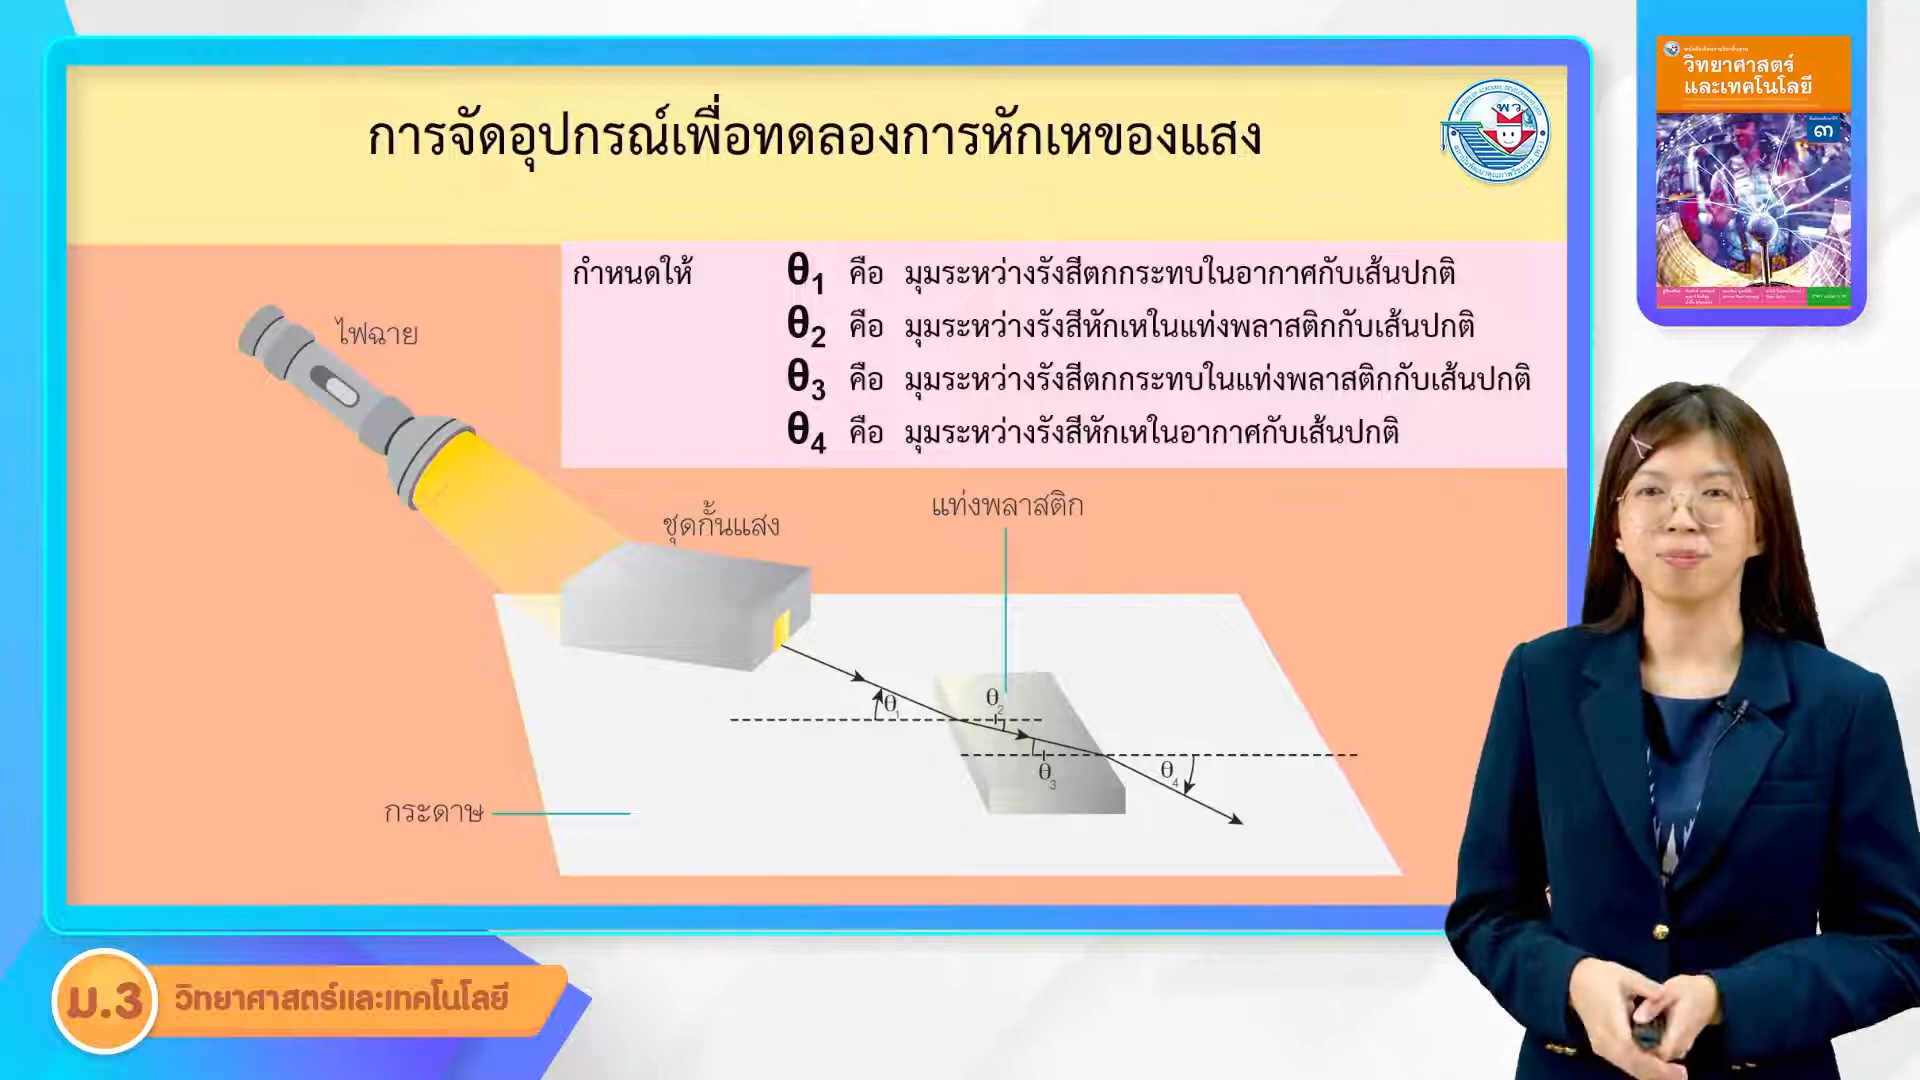 การจัดอุปกรณ์เพื่อทดลองการหักเหของแสง
กำหนดให้ θ1 คือ มุมระหว่างรังสีตกกระทบในอากาศกับเส้นปกติ
θ2 คือ มุมระหว่างรังสีหักเหในแท่งพลาสติกกับเส้นปกติ
θ3 คือ มุมระหว่างรังสีตกกระทบในแท่งพลาสติกกับเส้นปกติ
θ4 คือ มุมระหว่างรังสีหักเหในอากาศกับเส้นปกติ
ไฟฉาย
ชุดกั้นแสง
แท่งพลาสติก
θ1
θ2
θ3
θ4
กระดาษ
ม.3 วิทยาศาสตร์และเทคโนโลยี
วิทยาศาสตร์
และเทคโนโลยี
๓
พว.